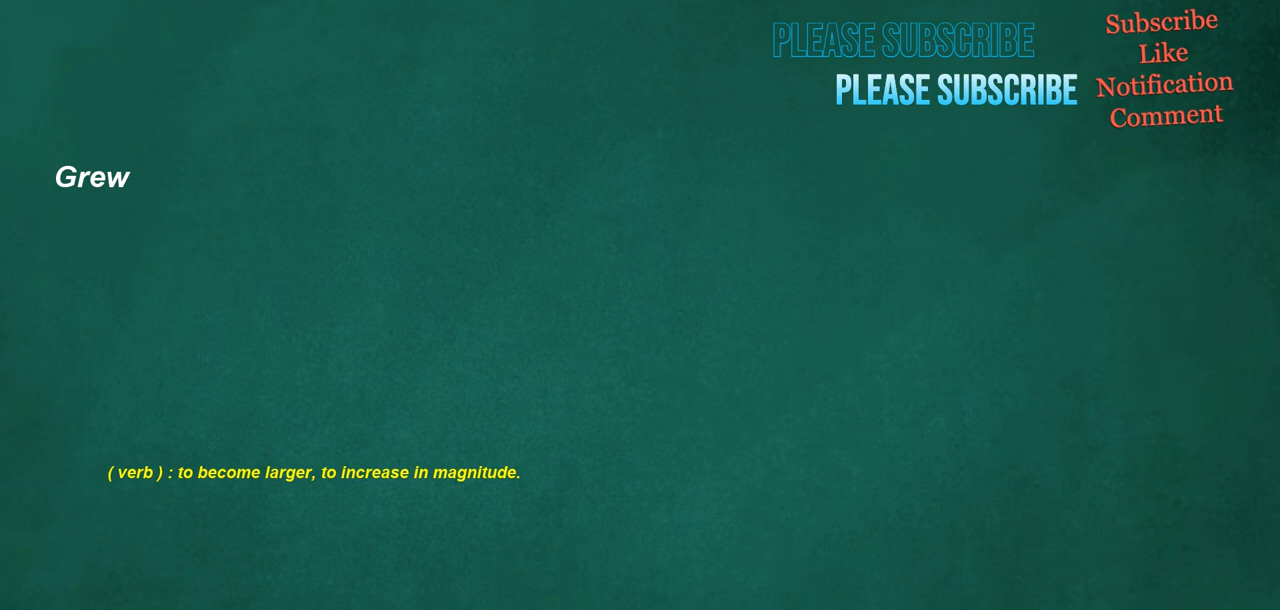 PLEASE SUBSCRIBE
PLEASE SUBSCRIBE
Subscribe
Like
Notification
Comment
Grew
( verb ) : to become larger, to increase in magnitude.